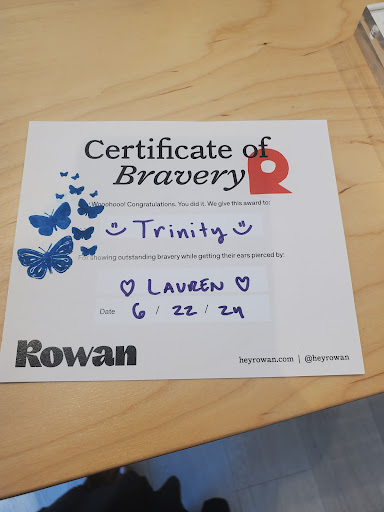 Certificate of
Bravery
Wooohooo! Congratulations. You did it. We give this award to:
Trinity
For showing outstanding bravery while getting their ears pierced by:
LAUREN
Date 6 / 22 / 24
Rowan
heyrowan.com | @heyrowan